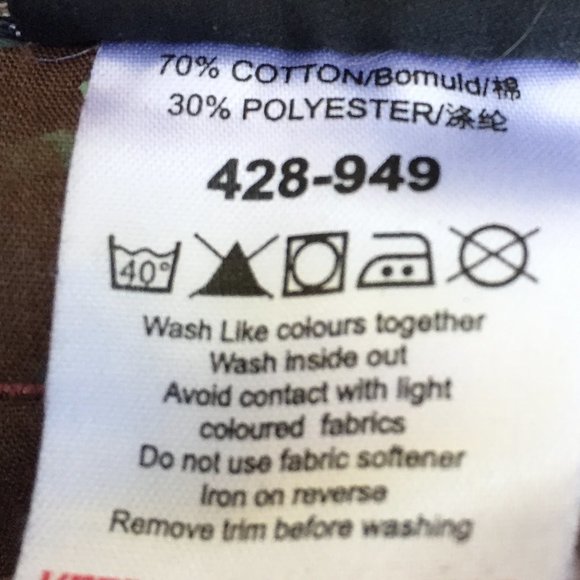 70% COTTON/Bomuld/棉
30% POLYESTER/涤纶
428-949
40°
Wash Like colours together
Wash inside out
Avoid contact with light
coloured fabrics
Do not use fabric softener
Iron on reverse
Remove trim before washing